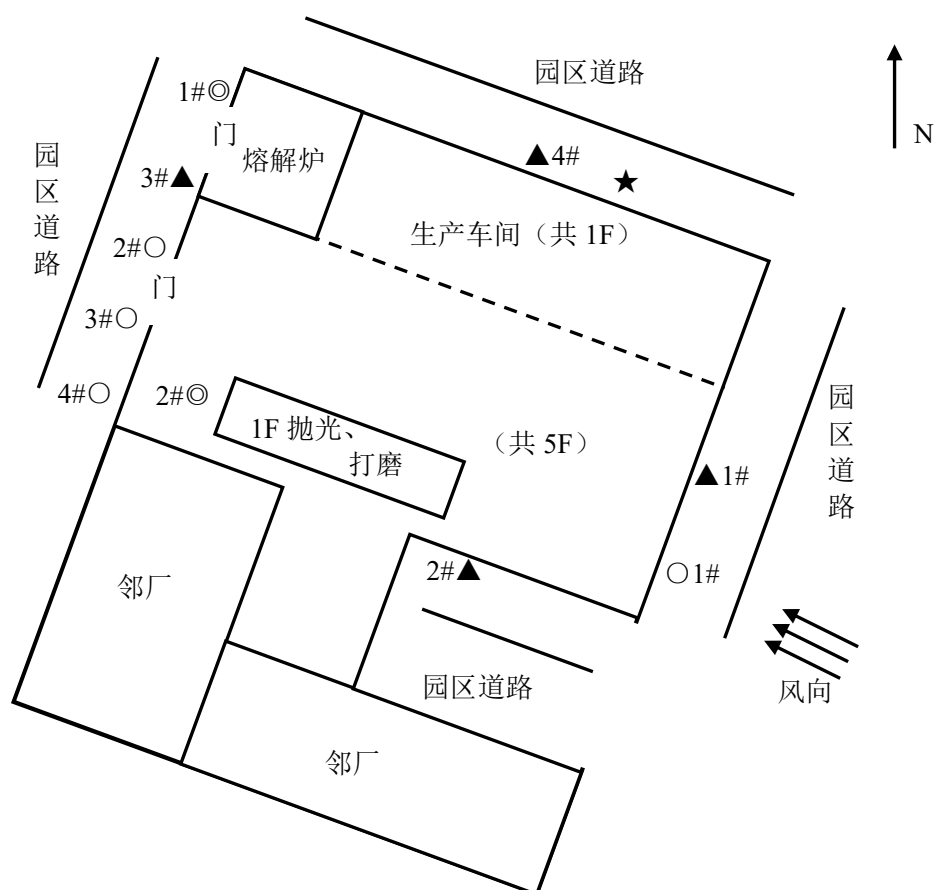 园区道路
1#◎
门
N
▲4#
熔解炉
园区道路
3#▲
★
生产车间（共 1F）
2#○
门
3#○
4#○
2#◎
1F 抛光、
打磨
（共 5F）
园区道路
▲1#
2#▲
○1#
邻厂
园区道路
风向
邻厂